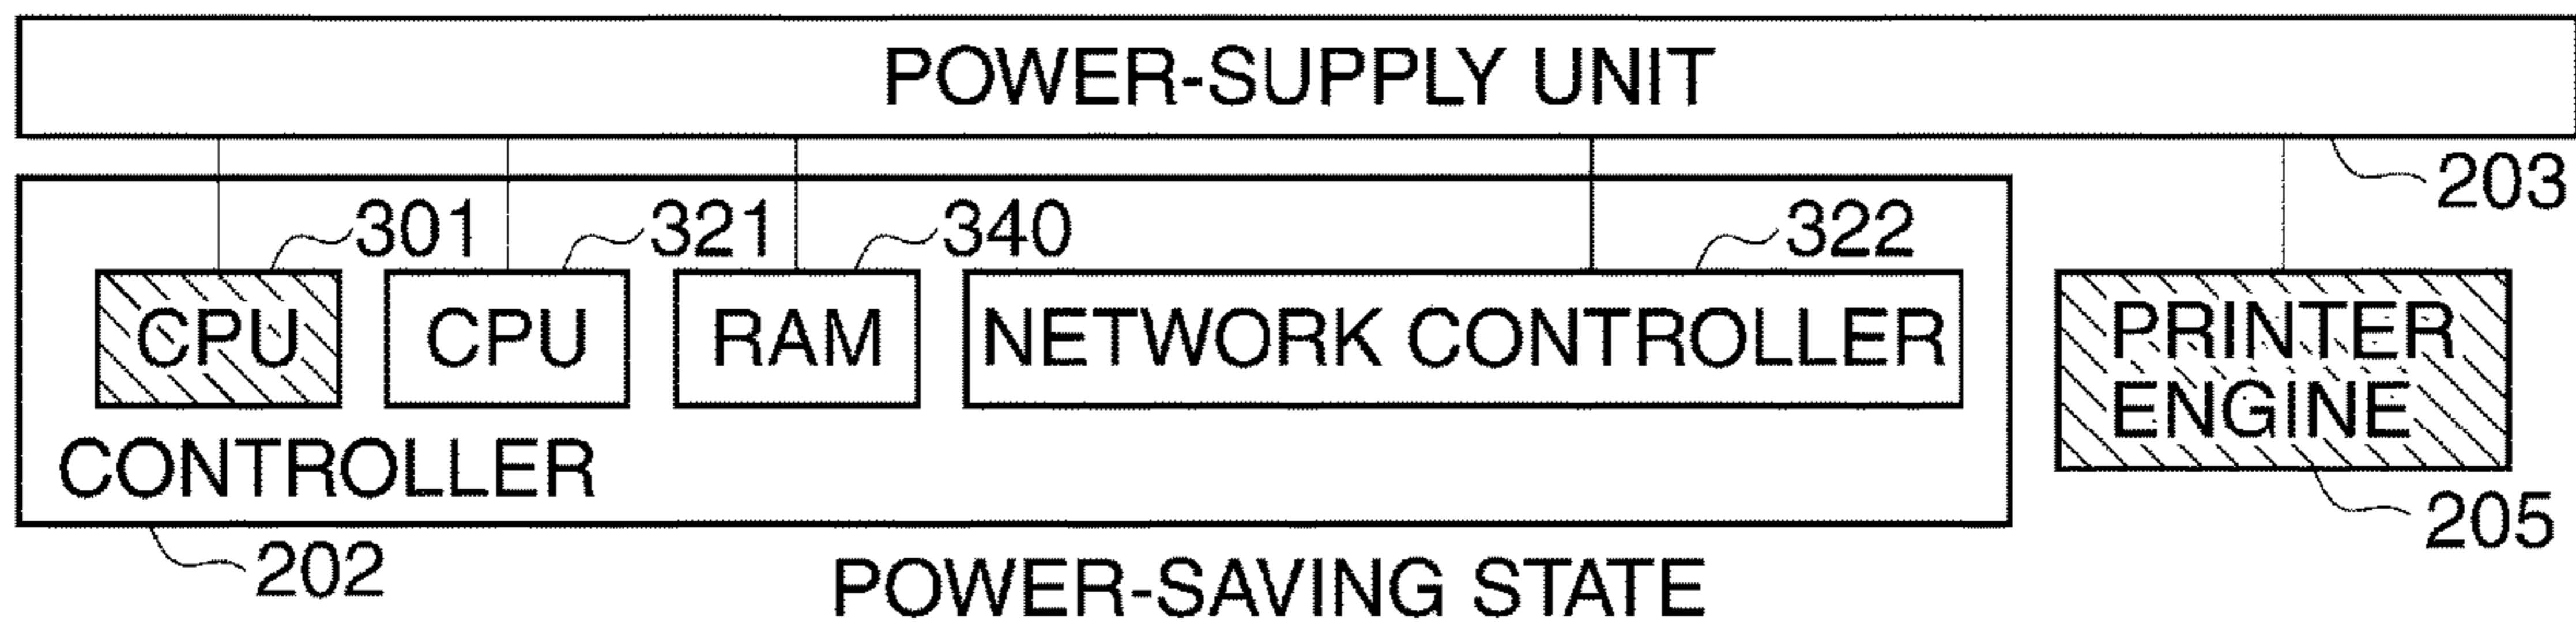 POWER-SUPPLY UNIT
203
301
321
340
322
CPU
CPU
RAM
NETWORK CONTROLLER
PRINTER
ENGINE
CONTROLLER
205
202
POWER-SAVING STATE